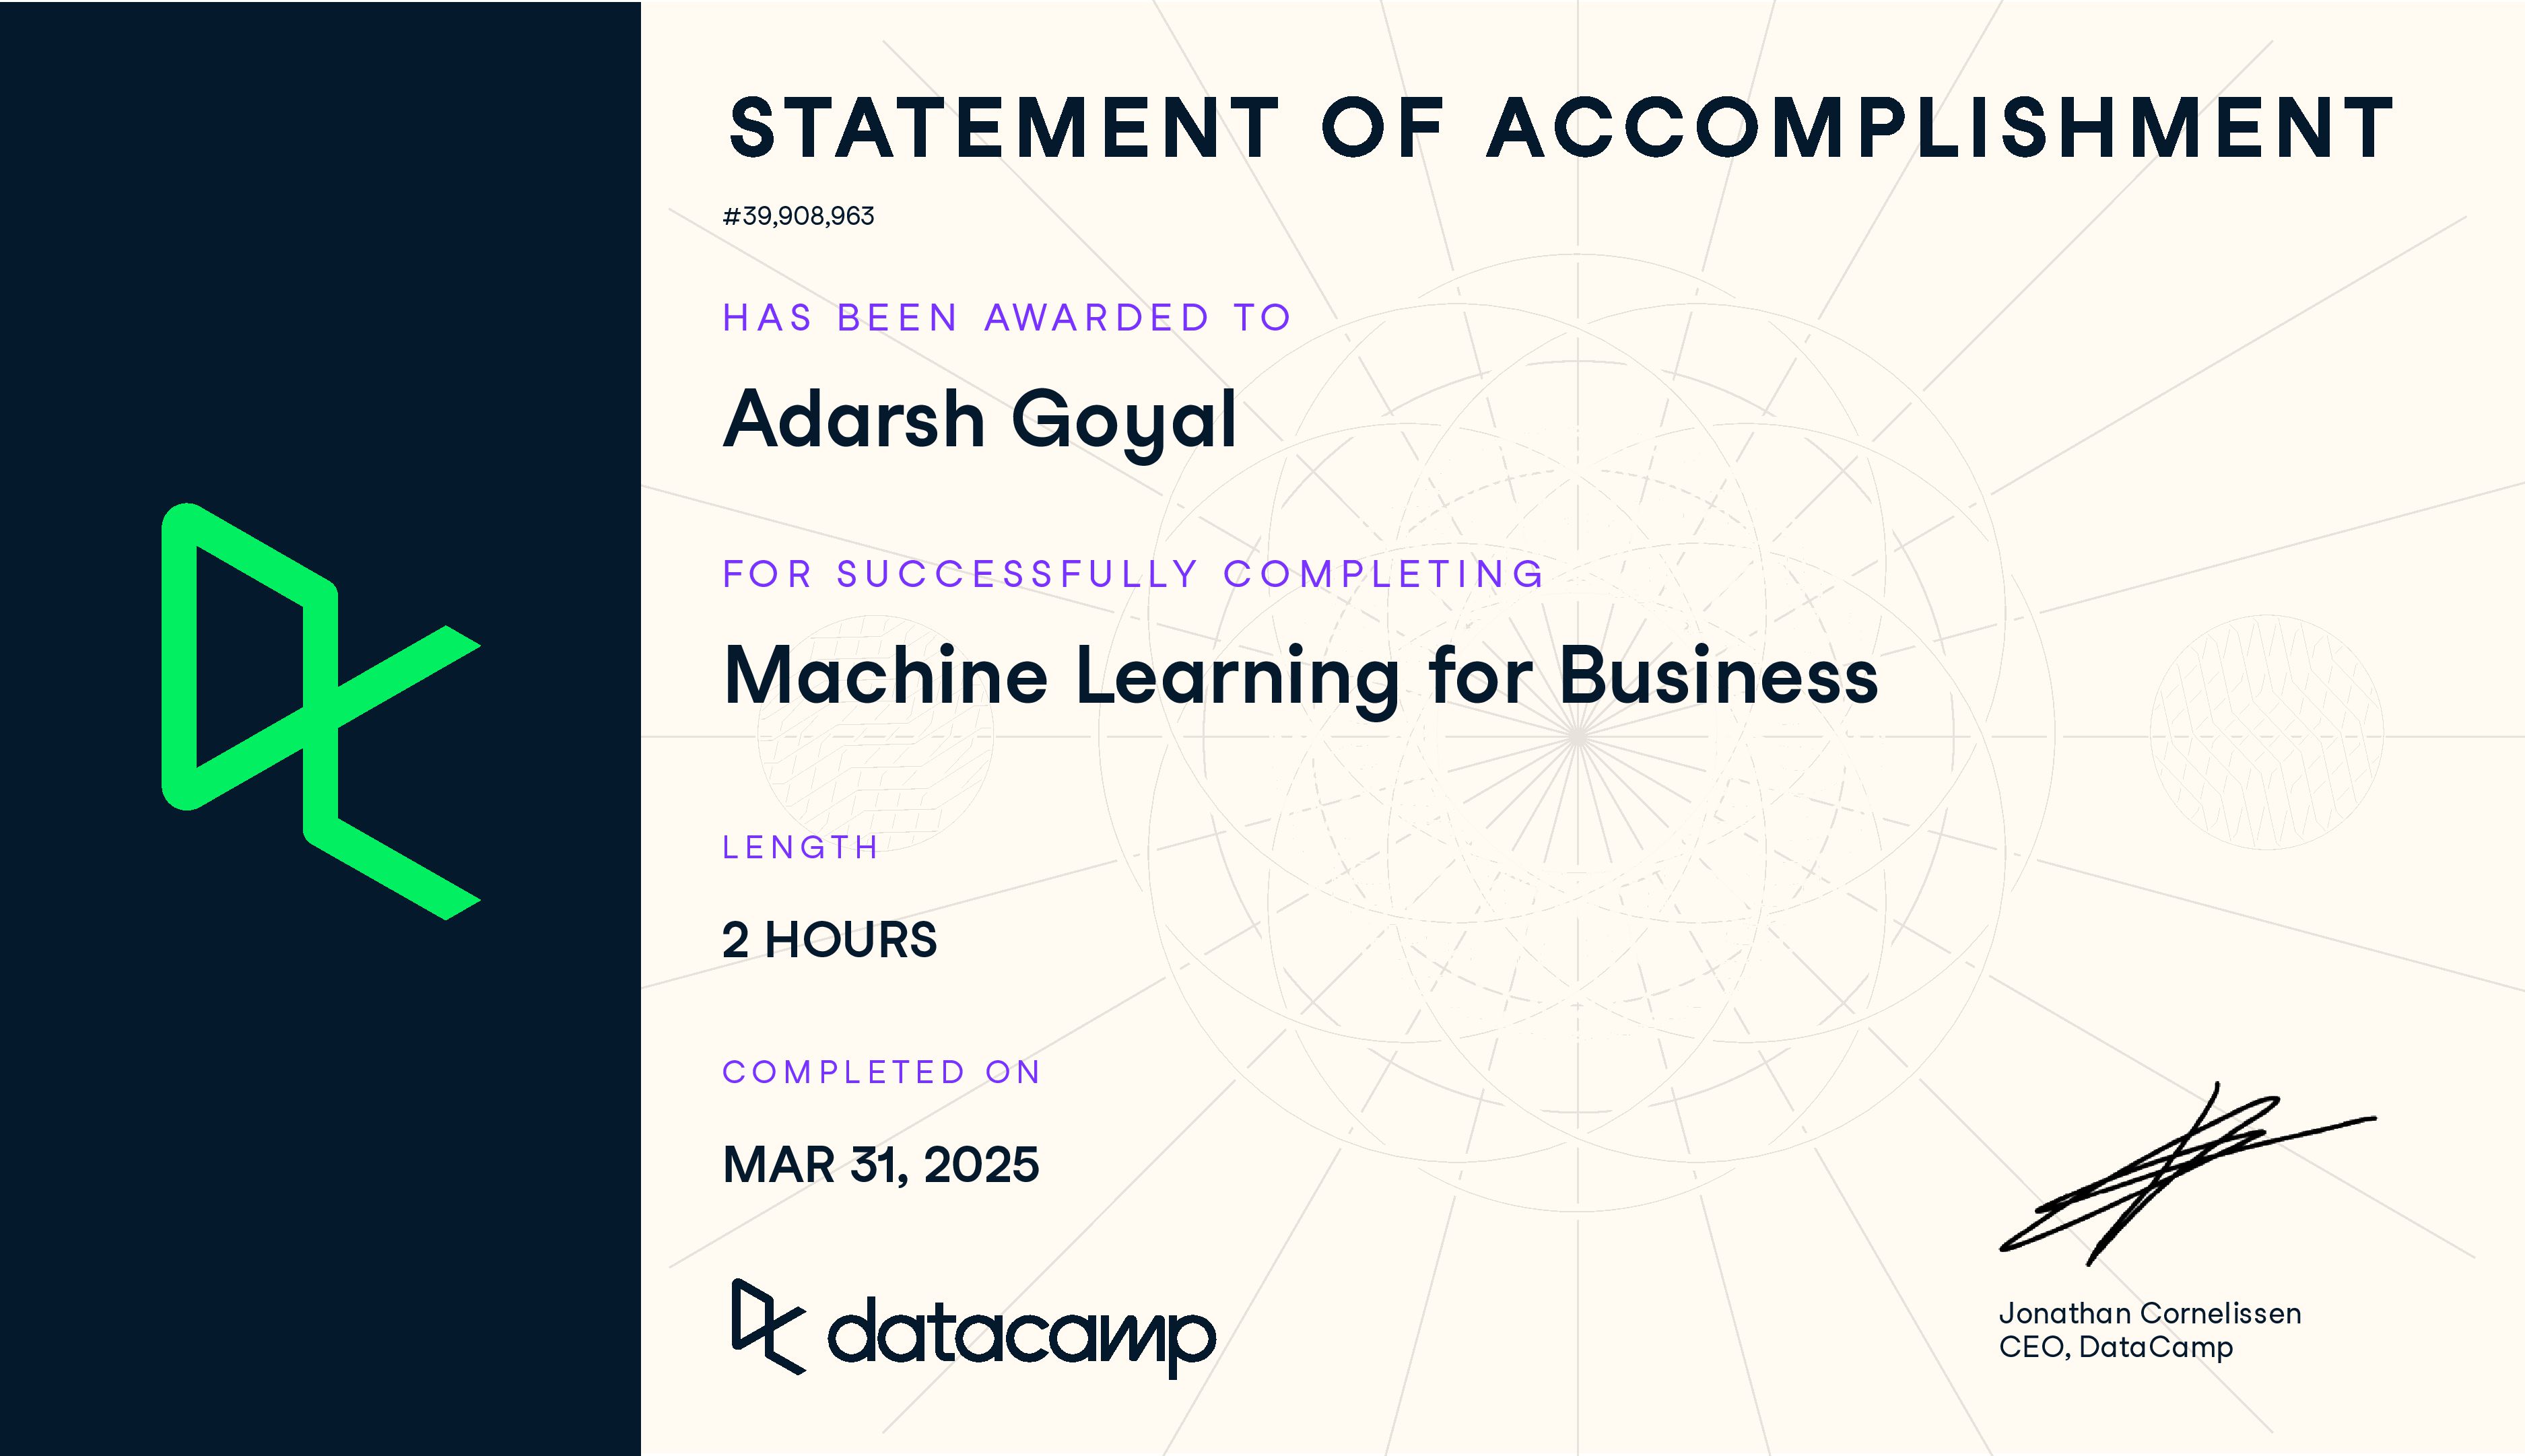 STATEMENT OF ACCOMPLISHMENT
#39,908,963
HAS BEEN AWARDED TO
Adarsh Goyal
FOR SUCCESSFULLY COMPLETING
Machine Learning for Business
LENGTH
2 HOURS
COMPLETED ON
MAR 31, 2025
datacamp
Jonathan Cornelissen
CEO, DataCamp